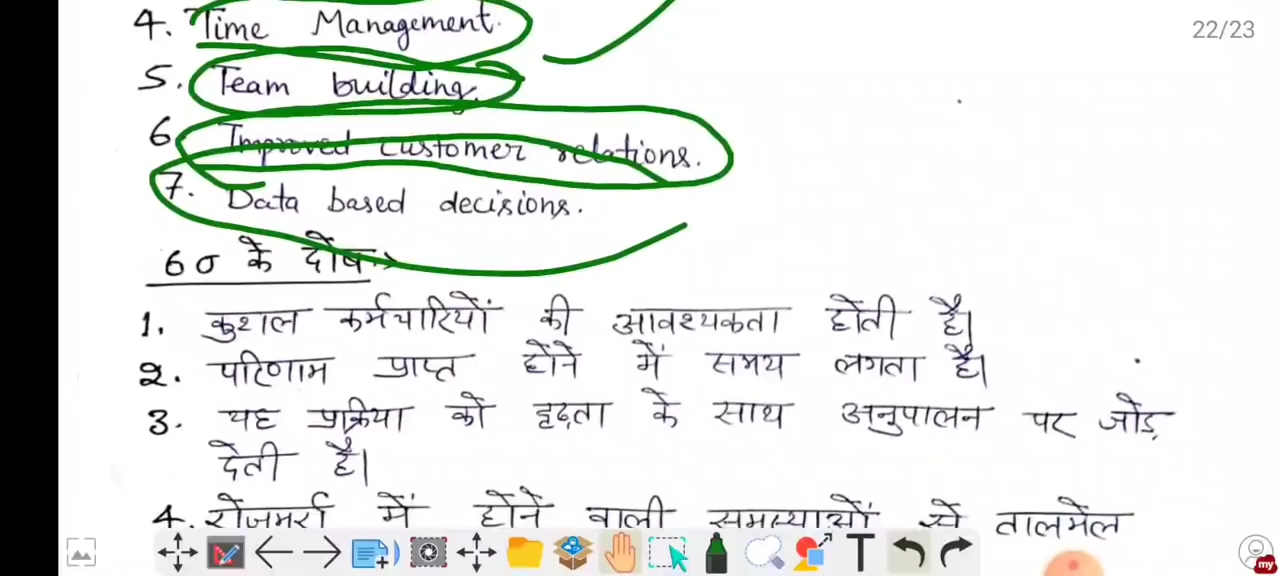 4. Time Management.
22/23
5. Team building.
6. Improved customer relations.
7. Data based decisions.
6σ के दोष →
1. कुशल कर्मचारियों की आवश्यकता होती है।
2. परिणाम प्राप्त होने में समय लगता है।
3. यह प्रक्रिया को दृढ़ता के साथ अनुपालन पर जोड़
देती है।
4. रोजमर्रा में होने वाली समस्याओं से तालमेल
T
my